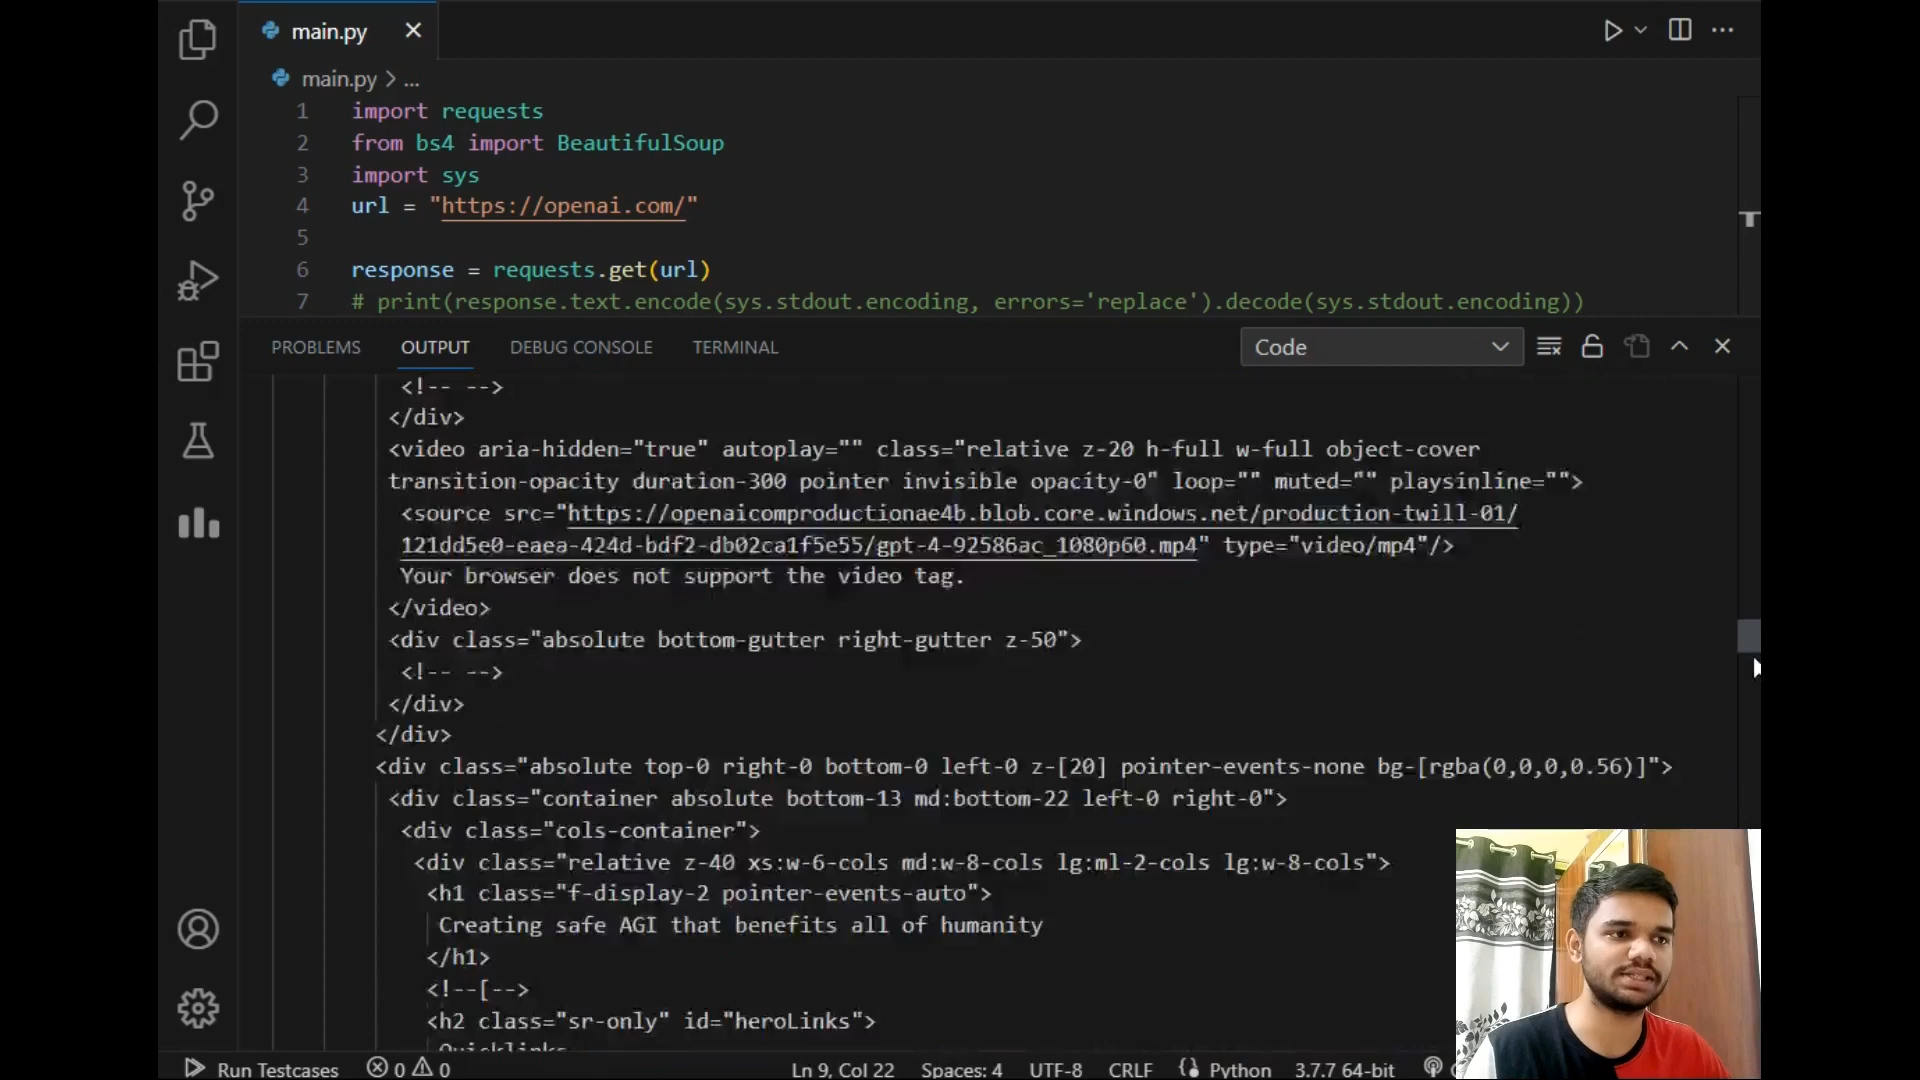 main.py
main.py > ...
1 import requests
2 from bs4 import BeautifulSoup
3 import sys
4 url = "https://openai.com/"
5
6 response = requests.get(url)
7 # print(response.text.encode(sys.stdout.encoding, errors='replace').decode(sys.stdout.encoding))
PROBLEMS OUTPUT DEBUG CONSOLE TERMINAL Code
<!-- -->
</div>
<video aria-hidden="true" autoplay="" class="relative z-20 h-full w-full object-cover
transition-opacity duration-300 pointer invisible opacity-0" loop="" muted="" playsinline="">
<source src="https://openaicomproductionae4b.blob.core.windows.net/production-twill-01/
121dd5e0-eaea-424d-bdf2-db02ca1f5e55/gpt-4-92586ac_1080p60.mp4" type="video/mp4"/>
Your browser does not support the video tag.
</video>
<div class="absolute bottom-gutter right-gutter z-50">
<!-- -->
</div>
</div>
<div class="absolute top-0 right-0 bottom-0 left-0 z-[20] pointer-events-none bg-[rgba(0,0,0,0.56)]">
<div class="container absolute bottom-13 md:bottom-22 left-0 right-0">
<div class="cols-container">
<div class="relative z-40 xs:w-6-cols md:w-8-cols lg:ml-2-cols lg:w-8-cols">
<h1 class="f-display-2 pointer-events-auto">
Creating safe AGI that benefits all of humanity
</h1>
<!--[-->
<h2 class="sr-only" id="heroLinks">
Quicklinks
Run Testcases 0 0 Ln 9, Col 22 Spaces: 4 UTF-8 CRLF Python 3.7.7 64-bit